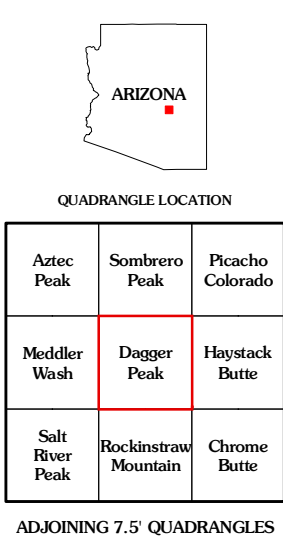 ARIZONA
QUADRANGLE LOCATION
Aztec
Peak
Sombrero
Peak
Picacho
Colorado
Meddler
Wash
Dagger
Peak
Haystack
Butte
Salt
River
Peak
Rockinstraw
Mountain
Chrome
Butte
ADJOINING 7.5' QUADRANGLES